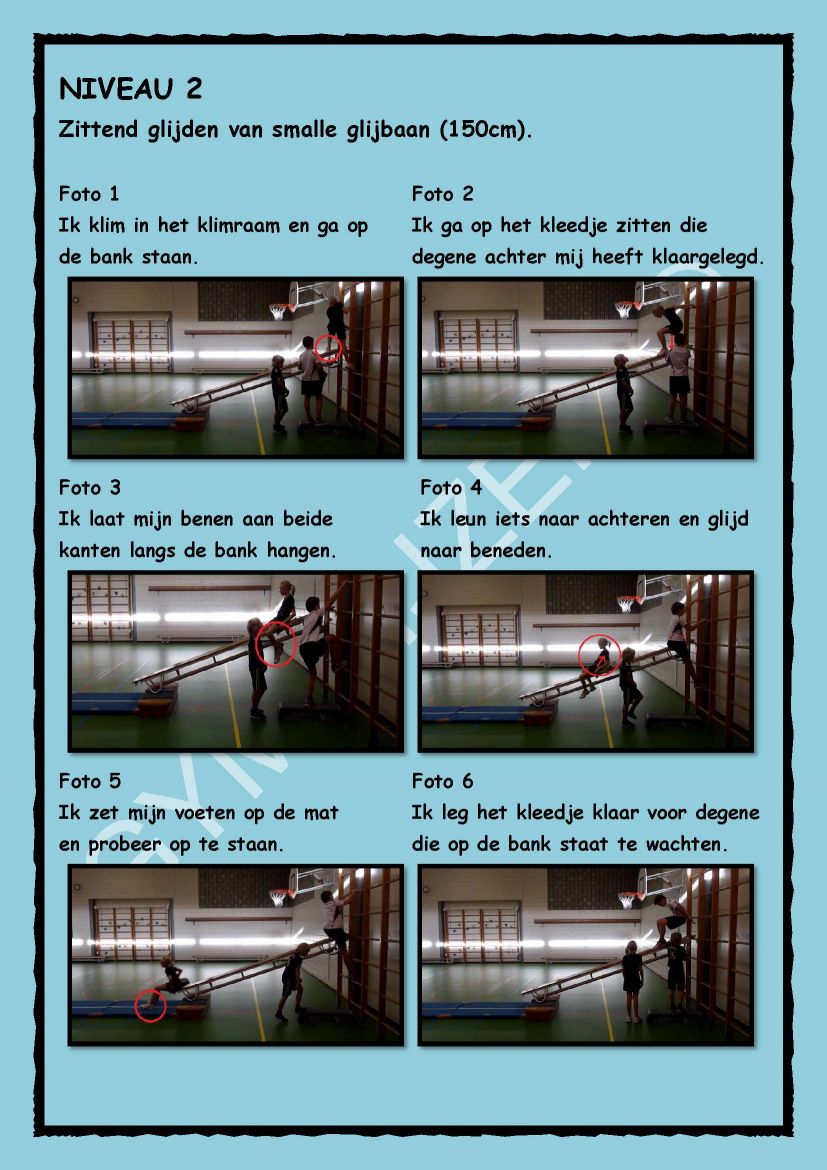 NIVEAU 2
Zittend glijden van smalle glijbaan (150cm).
Foto 1
Ik klim in het klimraam en ga op
de bank staan.
Foto 2
Ik ga op het kleedje zitten die
degene achter mij heeft klaargelegd.
Foto 3
Ik laat mijn benen aan beide
kanten langs de bank hangen.
Foto 4
Ik leun iets naar achteren en glijd
naar beneden.
Foto 5
Ik zet mijn voeten op de mat
en probeer op te staan.
Foto 6
Ik leg het kleedje klaar voor degene
die op de bank staat te wachten.